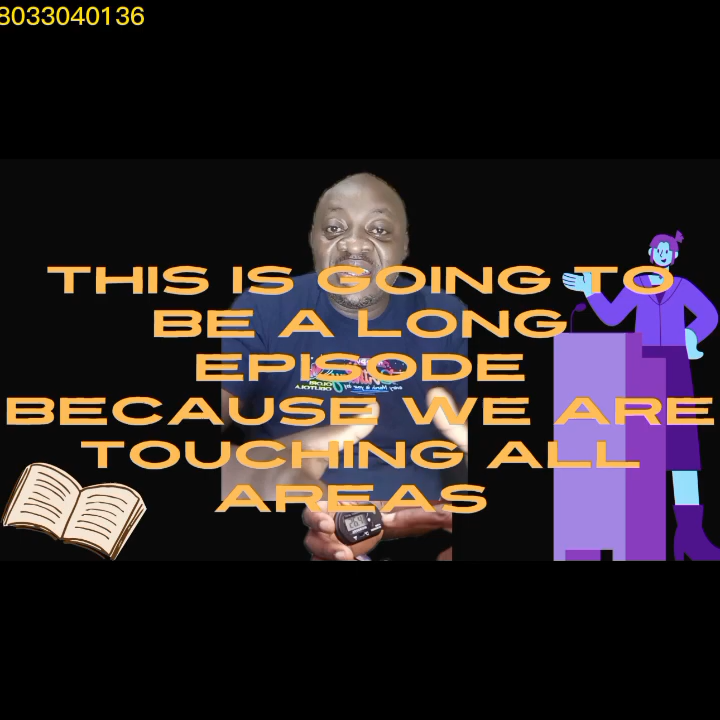 8033040136
THIS IS GOING TO
BE A LONG
EPISODE
BECAUSE WE ARE
TOUCHING ALL
AREAS